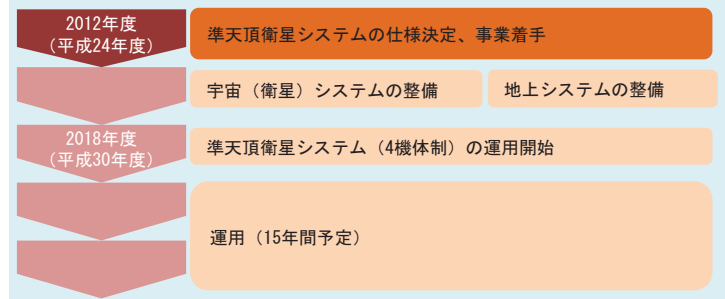 2012年度
（平成24年度）
準天頂衛星システムの仕様決定、事業着手
宇宙（衛星）システムの整備
地上システムの整備
2018年度
（平成30年度）
準天頂衛星システム（4機体制）の運用開始
運用（15年間予定）